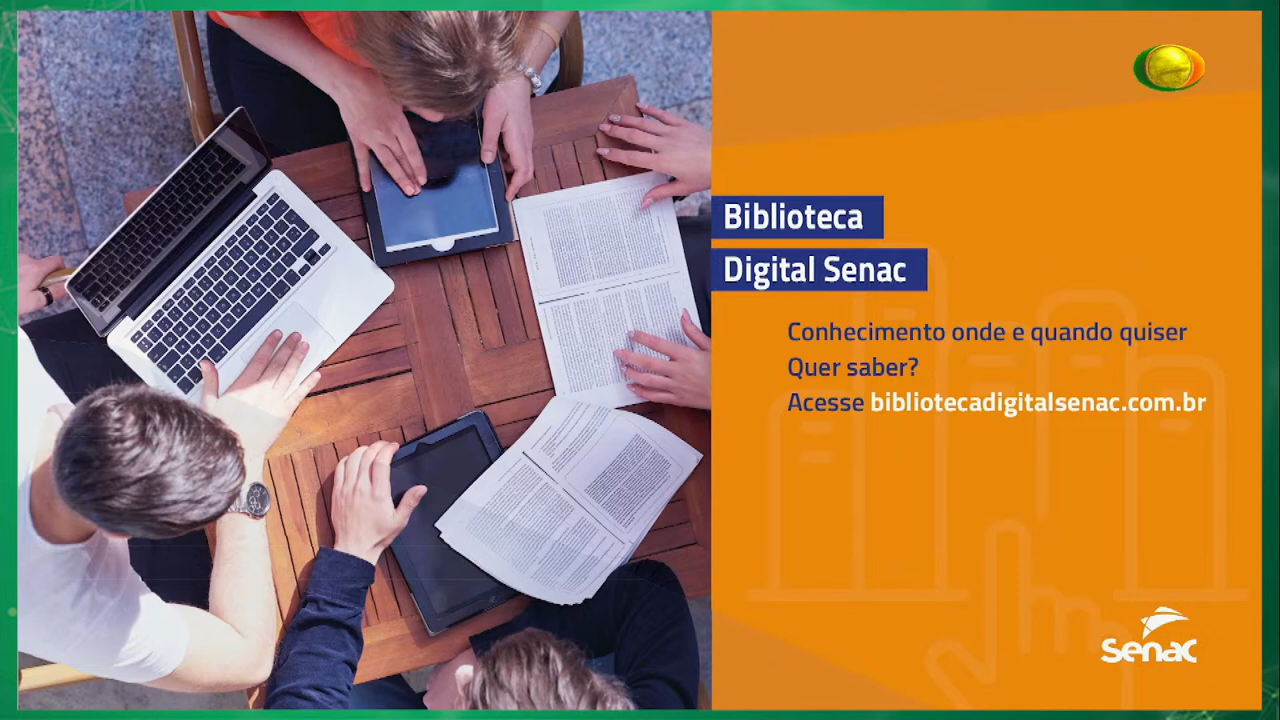 Biblioteca
Digital Senac
Conhecimento onde e quando quiser
Quer saber?
Acesse bibliotecadigitalsenac.com.br
Senac